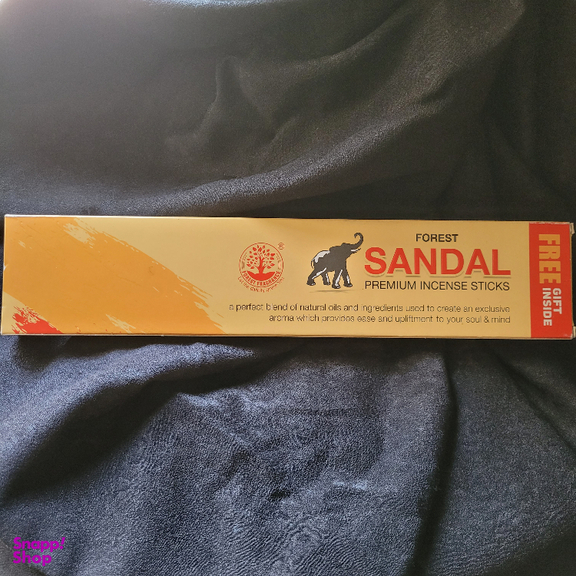 FOREST
SANDAL
PREMIUM INCENSE STICKS
a perfect blend of natural oils and ingredients used to create an exclusive
aroma which provides ease and upliftment to your soul & mind
FREE
GIFT
INSIDE
Snapp!
Shop